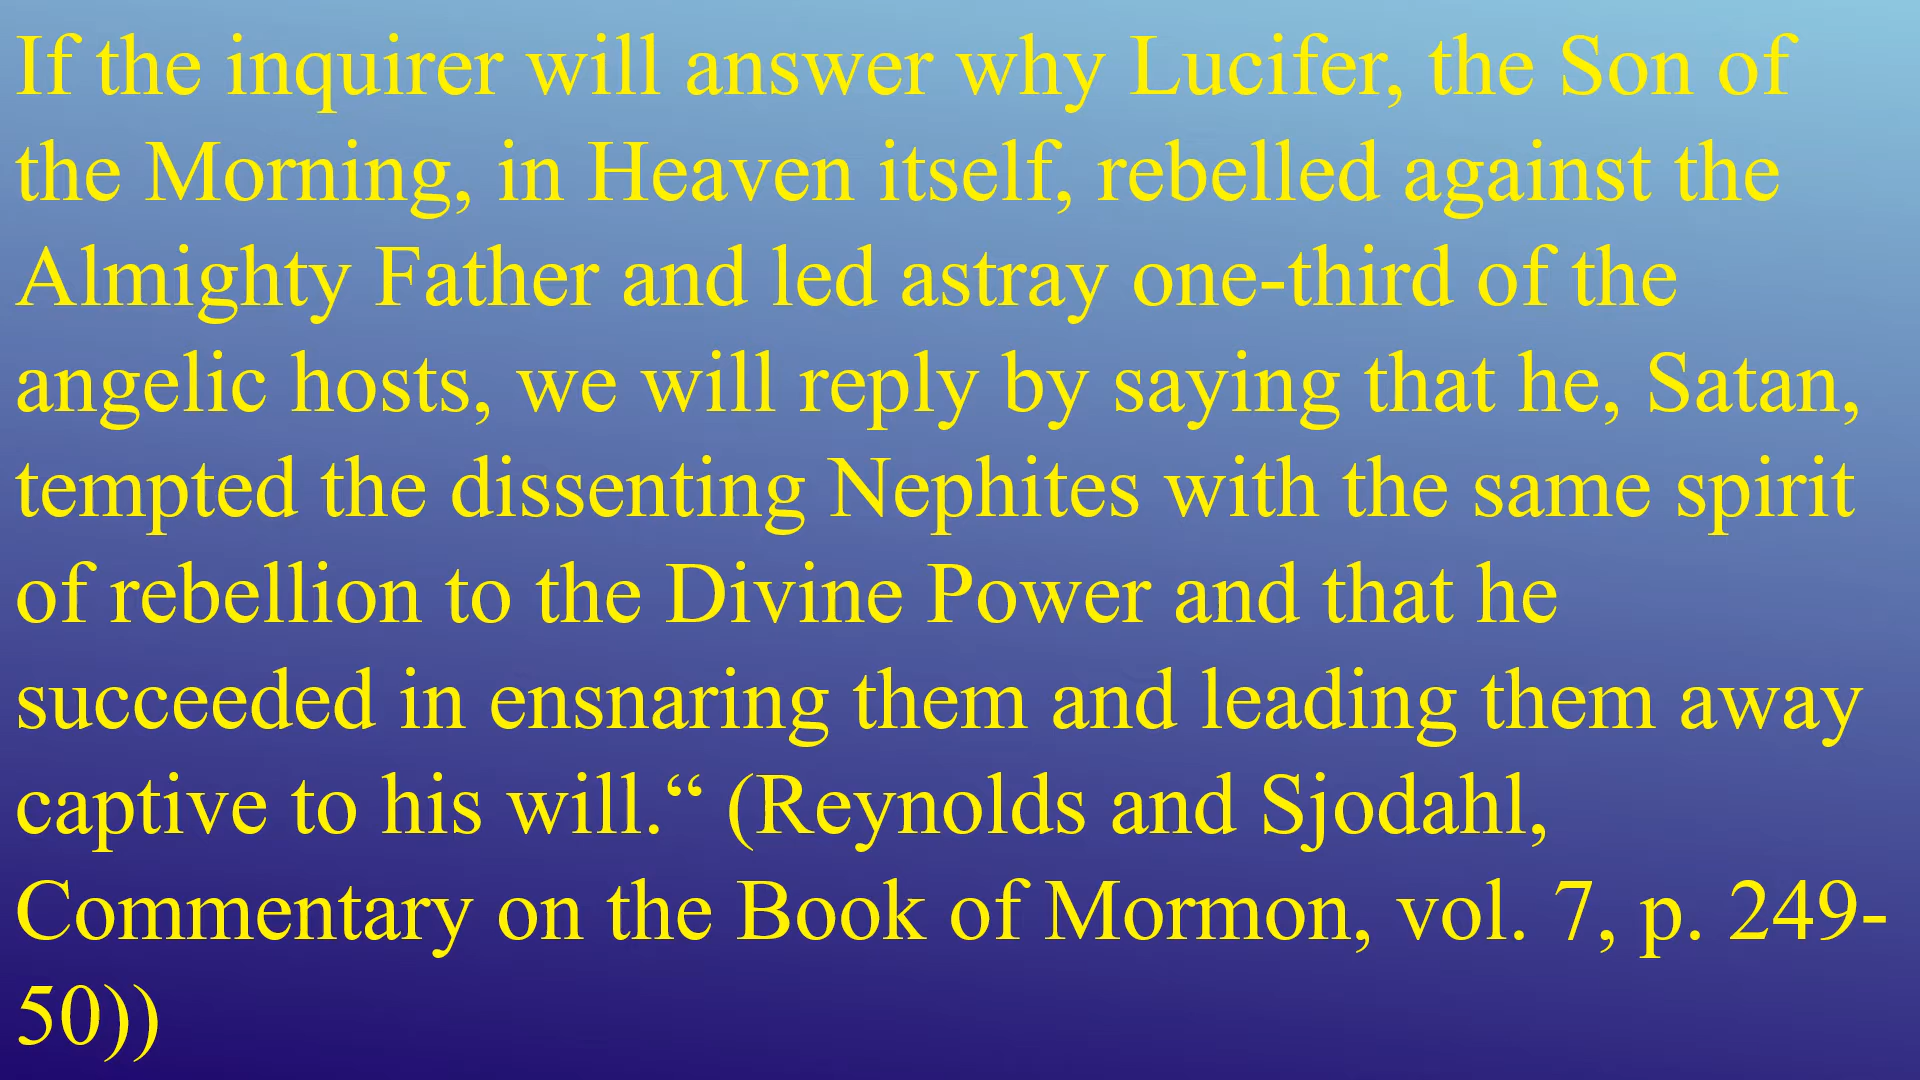 If the inquirer will answer why Lucifer, the Son of
the Morning, in Heaven itself, rebelled against the
Almighty Father and led astray one-third of the
angelic hosts, we will reply by saying that he, Satan,
tempted the dissenting Nephites with the same spirit
of rebellion to the Divine Power and that he
succeeded in ensnaring them and leading them away
captive to his will.“ (Reynolds and Sjodahl,
Commentary on the Book of Mormon, vol. 7, p. 249-
50))